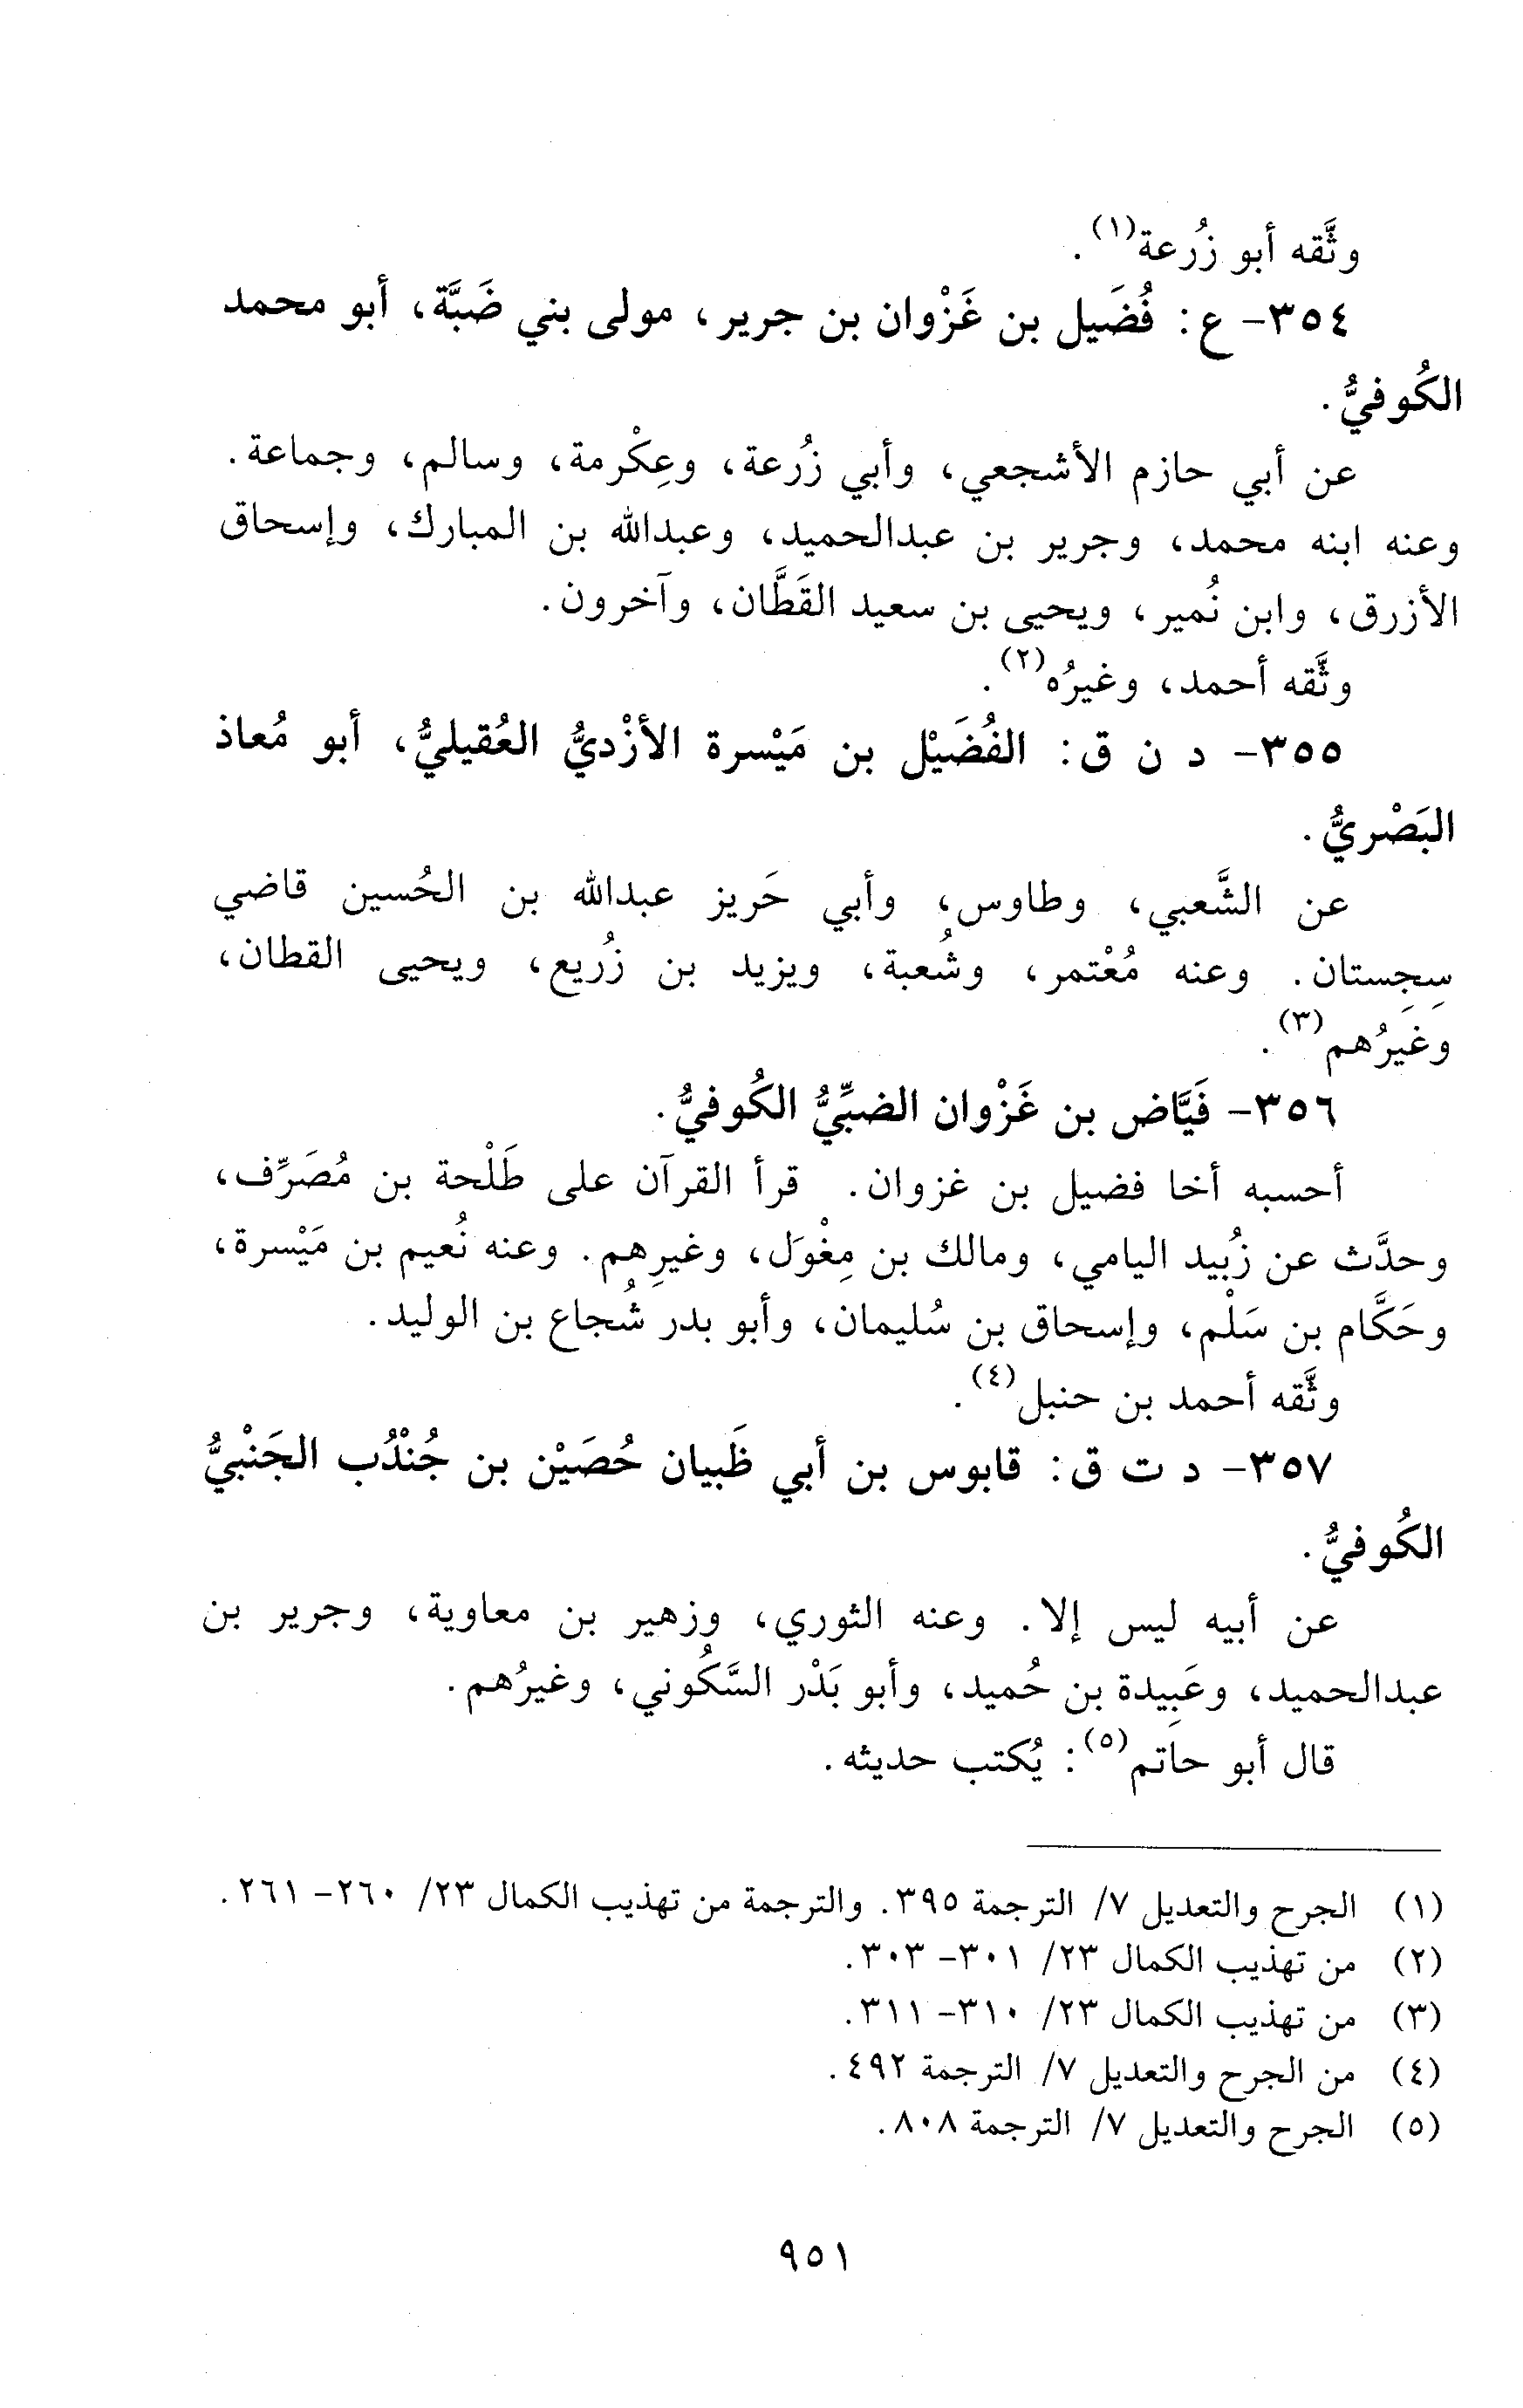 وثَّقه أبو زُرعة(١).
٣٥٤- ع: فُضَيل بن غَزْوان بن جرير، مولى بني ضَبَّة، أبو محمد
الكُوفيُّ.
عن أبي حازم الأشجعي، وأبي زُرعة، وعِكْرمة، وسالم، وجماعة.
وعنه ابنه محمد، وجرير بن عبدالحميد، وعبدالله بن المبارك، وإسحاق
الأزرق، وابن نُمير، ويحيى بن سعيد القَطَّان، وآخرون.
وثَّقه أحمد، وغيرُه(٢).
٣٥٥- د ن ق: الفُضَيْل بن مَيْسرة الأزْديُّ العُقيليُّ، أبو مُعاذ
البَصْريُّ.
عن الشَّعبي، وطاوس، وأبي حَريز عبدالله بن الحُسين قاضي
سِجِستان. وعنه مُعْتمر، وشُعبة، ويزيد بن زُريع، ويحيى القطان،
وغيرُهم(٣).
٣٥٦- فَيَّاض بن غَزْوان الضبِّيُّ الكُوفيُّ.
أحسبه أخا فضيل بن غزوان. قرأ القرآن على طَلْحة بن مُصَرِّف،
وحدَّث عن زُبيد اليامي، ومالك بن مِغْوَل، وغيرِهم. وعنه نُعيم بن مَيْسرة،
وحَكَّام بن سَلْم، وإسحاق بن سُليمان، وأبو بدر شُجاع بن الوليد.
وثَّقه أحمد بن حنبل(٤).
٣٥٧- د ت ق: قابوس بن أبي ظَبيان حُصَيْن بن جُنْدُب الجَنْبيُّ
الكُوفيُّ.
عن أبيه ليس إلا. وعنه الثوري، وزهير بن معاوية، وجرير بن
عبدالحميد، وعَبِيدة بن حُميد، وأبو بَدْر السَّكُوني، وغيرُهم.
قال أبو حاتم(٥): يُكتب حديثه.
(١) الجرح والتعديل ٧/ الترجمة ٣٩٥. والترجمة من تهذيب الكمال ٢٣/ ٢٦٠- ٢٦١.
(٢) من تهذيب الكمال ٢٣/ ٣٠١- ٣٠٣.
(٣) من تهذيب الكمال ٢٣/ ٣١٠- ٣١١.
(٤) من الجرح والتعديل ٧/ الترجمة ٤٩٢.
(٥) الجرح والتعديل ٧/ الترجمة ٨٠٨.
٩٥١